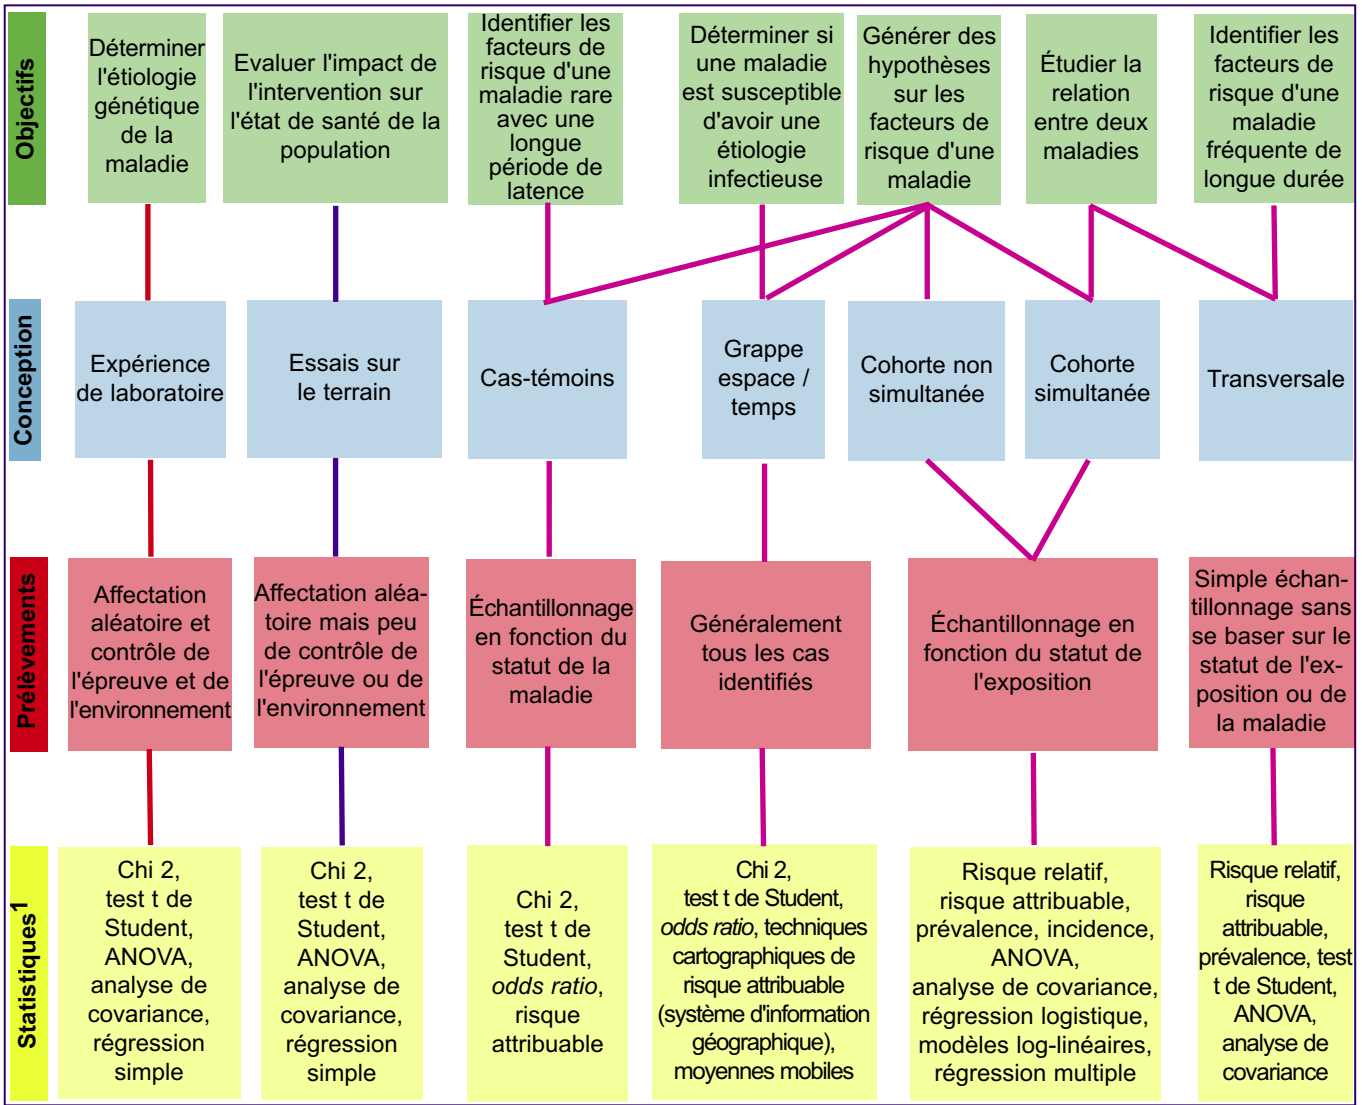 Objectifs
Déterminer
l'étiologie
génétique
de la
maladie
Evaluer l'impact de
l'intervention sur
l'état de santé de la
population
Identifier les
facteurs de
risque d'une
maladie rare
avec une
longue
période de
latence
Déterminer si
une maladie
est susceptible
d'avoir une
étiologie
infectieuse
Générer des
hypothèses
sur les
facteurs de
risque d'une
maladie
Étudier la
relation
entre deux
maladies
Identifier les
facteurs de
risque d'une
maladie
fréquente de
longue durée
Conception
Expérience
de laboratoire
Essais sur
le terrain
Cas-témoins
Grappe
espace /
temps
Cohorte non
simultanée
Cohorte
simultanée
Transversale
Prélèvements
Affectation
aléatoire et
contrôle de
l'épreuve et de
l'environnement
Affectation aléa-
toire mais peu
de contrôle de
l'épreuve ou de
l'environnement
Échantillonnage
en fonction du
statut de la
maladie
Généralement
tous les cas
identifiés
Échantillonnage en
fonction du statut de
l'exposition
Simple échan-
tillonnage sans
se baser sur le
statut de l'ex-
position ou de
la maladie
Statistiques1
Chi 2,
test t de
Student,
ANOVA,
analyse de
covariance,
régression
simple
Chi 2,
test t de
Student,
ANOVA,
analyse de
covariance,
régression
simple
Chi 2,
test t de
Student,
odds ratio,
risque
attribuable
Chi 2,
test t de Student,
odds ratio, techniques
cartographiques de
risque attribuable
(système d'information
géographique),
moyennes mobiles
Risque relatif,
risque attribuable,
prévalence, incidence,
ANOVA,
analyse de covariance,
régression logistique,
modèles log-linéaires,
régression multiple
Risque relatif,
risque
attribuable,
prévalence, test
t de Student,
ANOVA,
analyse de
covariance